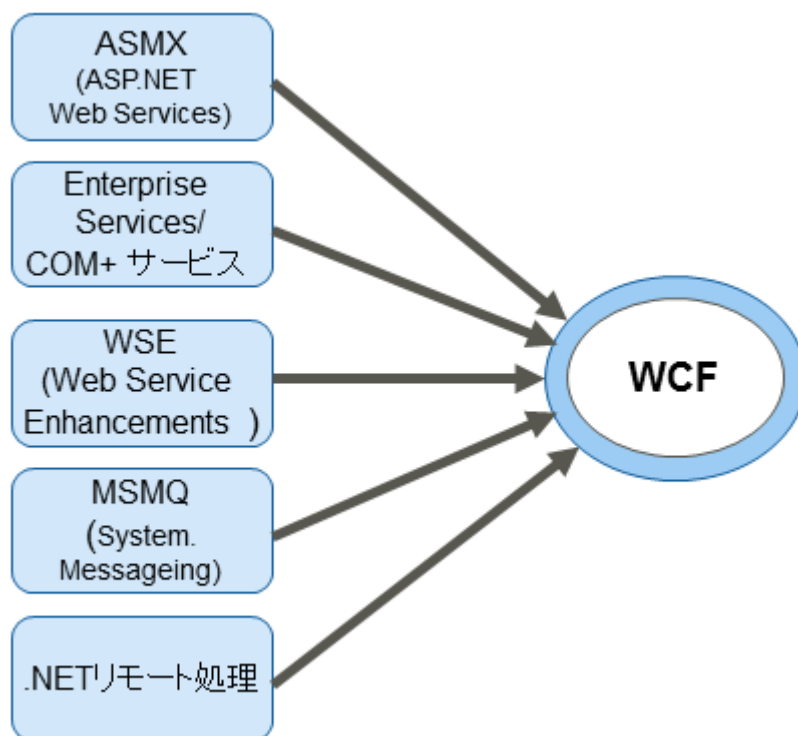 ASMX
(ASP.NET
Web Services)
Enterprise
Services/
COM+ サービス
WSE
(Web Service
Enhancements )
MSMQ
(System.
Messageing)
.NETリモート処理
WCF